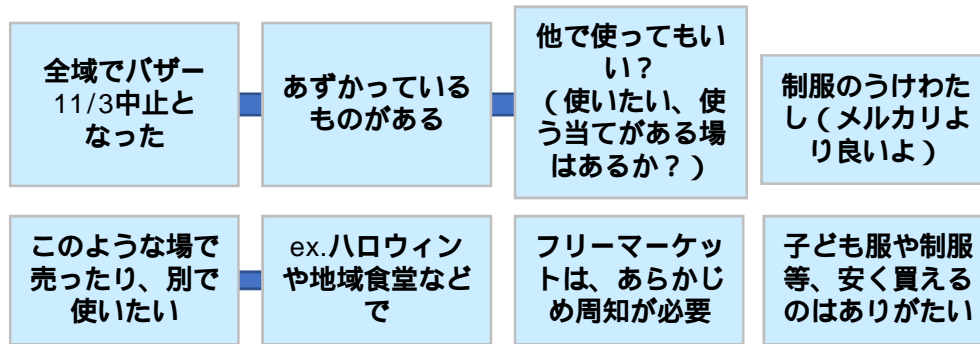 全域でバザー
11/3中止と
なった
あずかっている
ものがある
他で使ってもい
い？
（使いたい、使
う当てがある場
はあるか？）
制服のうけわた
し（メルカリよ
り良いよ）
このような場で
売ったり、別で
使いたい
ex.ハロウィン
や地域食堂など
で
フリーマーケッ
トは、あらかじ
め周知が必要
子ども服や制服
等、安く買える
のはありがたい